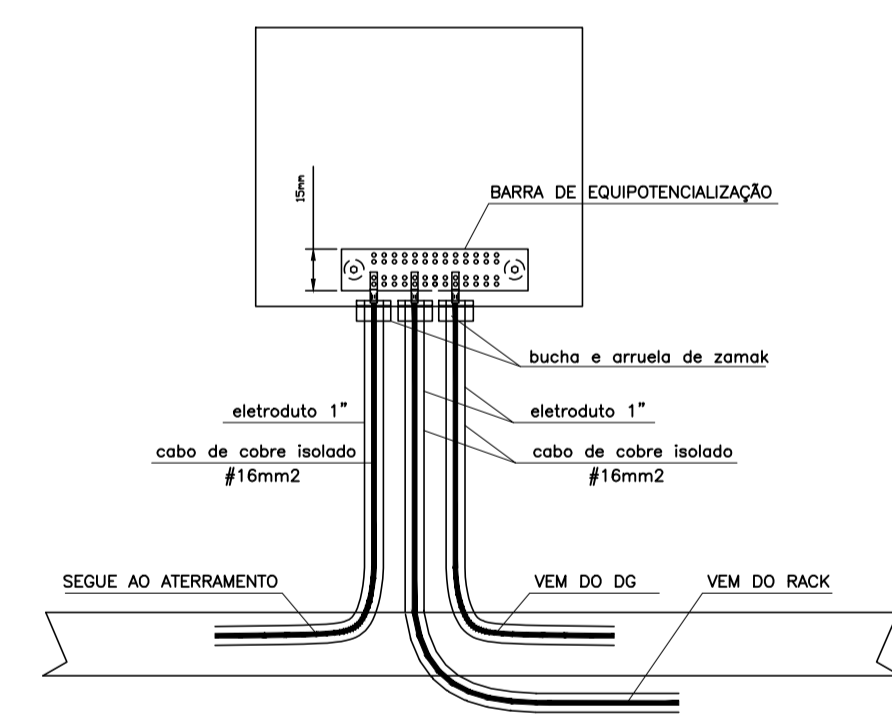 15mm
BARRA DE EQUIPOTENCIALIZAÇÃO
bucha e arruela de zamak
eletroduto 1"
eletroduto 1"
cabo de cobre isolado
#16mm2
cabo de cobre isolado
#16mm2
SEGUE AO ATERRAMENTO
VEM DO DG
VEM DO RACK